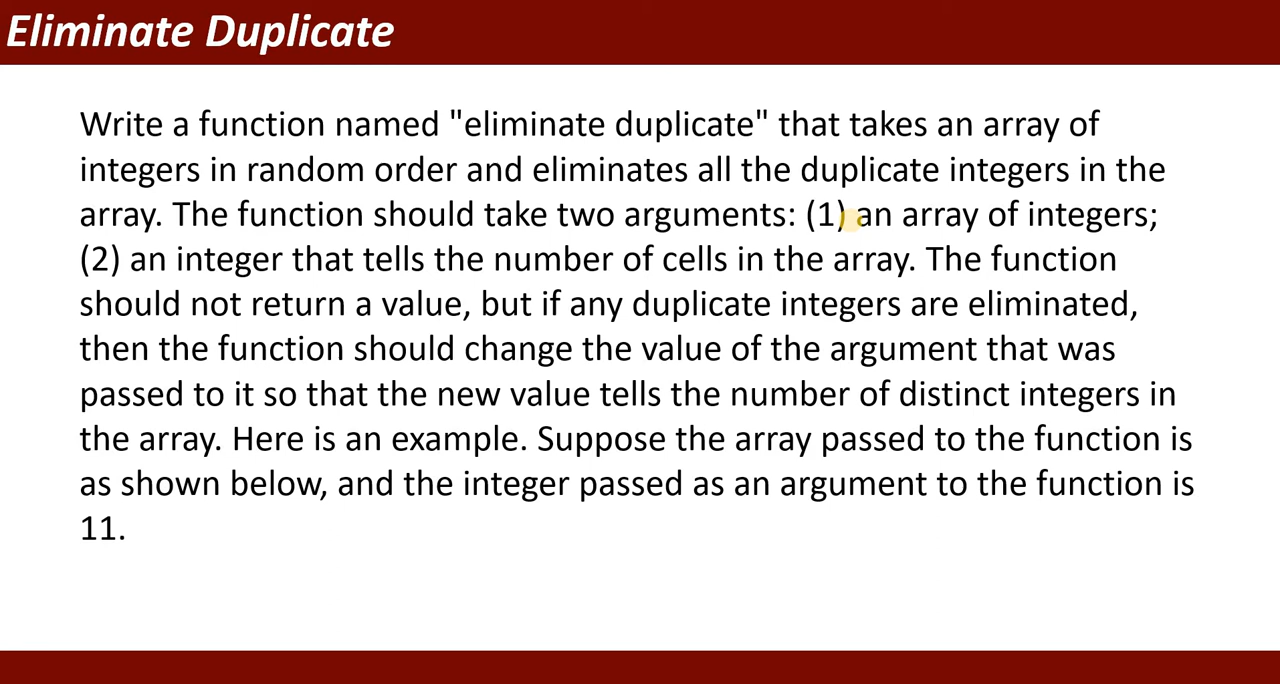 Eliminate Duplicate
Write a function named "eliminate duplicate" that takes an array of
integers in random order and eliminates all the duplicate integers in the
array. The function should take two arguments: (1) an array of integers;
(2) an integer that tells the number of cells in the array. The function
should not return a value, but if any duplicate integers are eliminated,
then the function should change the value of the argument that was
passed to it so that the new value tells the number of distinct integers in
the array. Here is an example. Suppose the array passed to the function is
as shown below, and the integer passed as an argument to the function is
11.